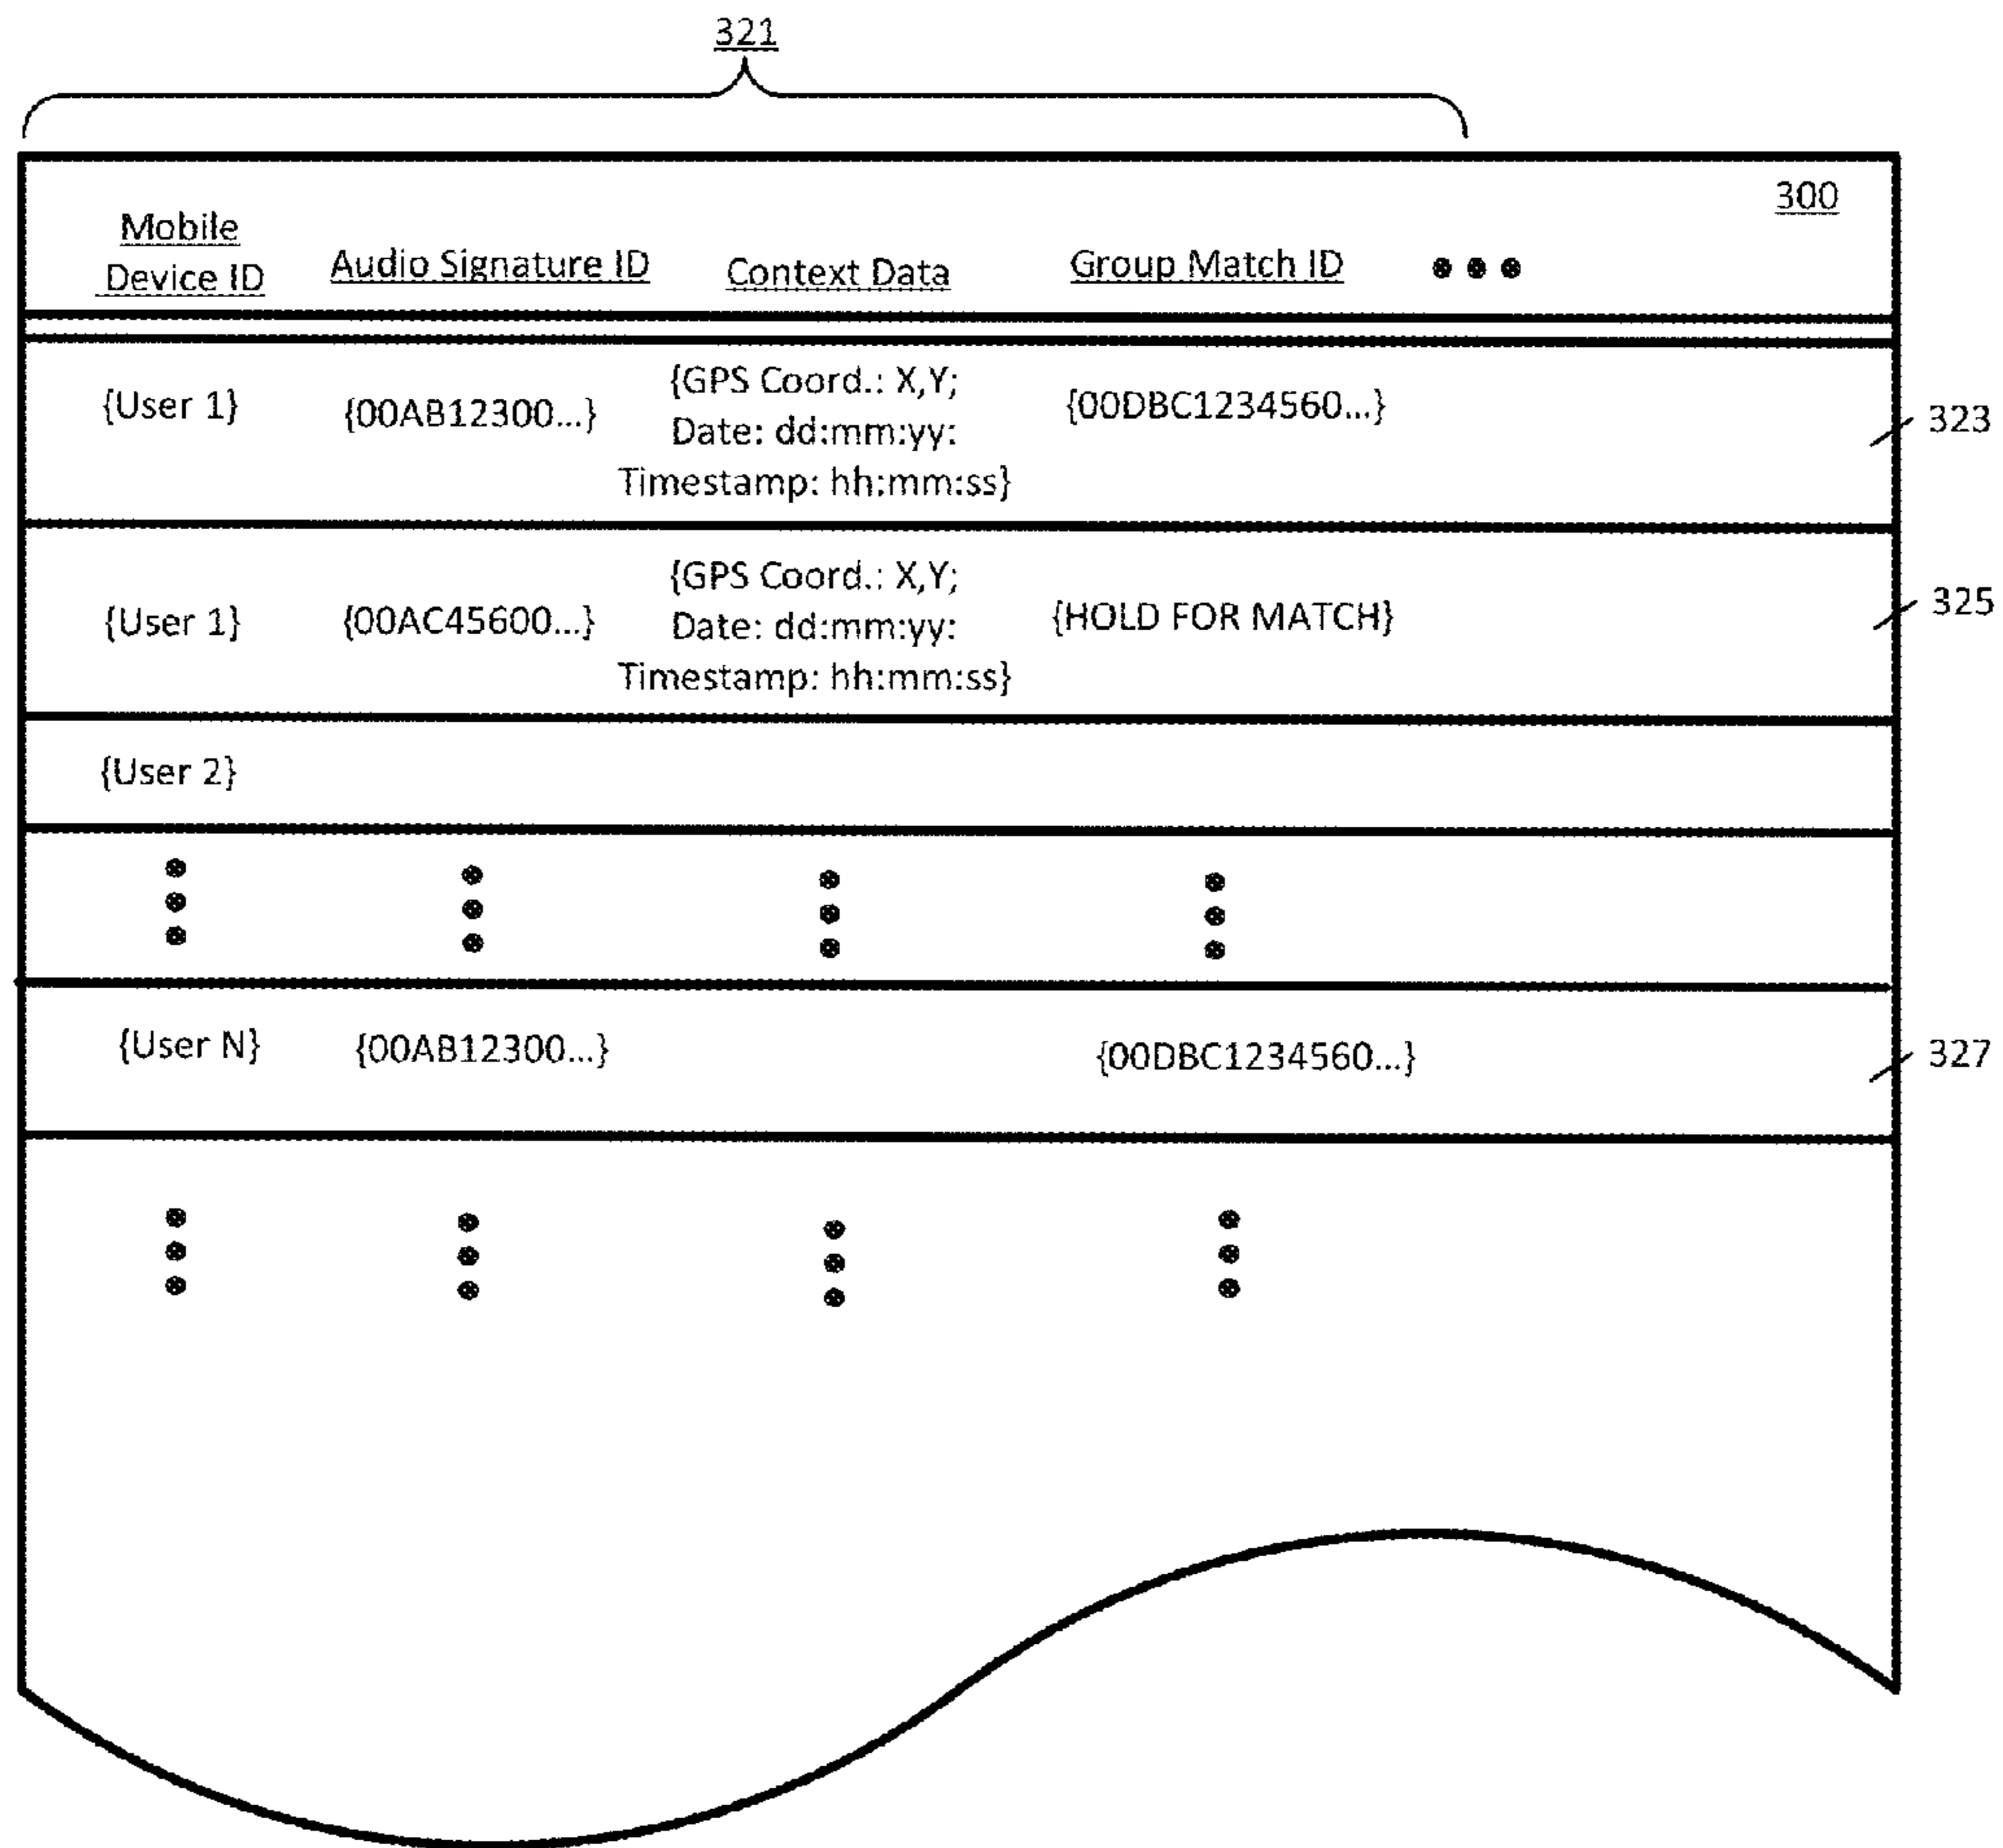 321
300
Mobile
Device ID
Audio Signature ID
Context Data
Group Match ID
{User 1}
{00AB12300...}
{GPS Coord.: X,Y;
Date: dd:mm:yy:
Timestamp: hh:mm:ss}
{00DBC1234560...}
323
{User 1}
{00AC45600...}
{GPS Coord.: X,Y;
Date: dd:mm:yy:
Timestamp: hh:mm:ss}
{HOLD FOR MATCH}
325
{User 2}
{User N}
{00AB12300...}
{00DBC1234560...}
327